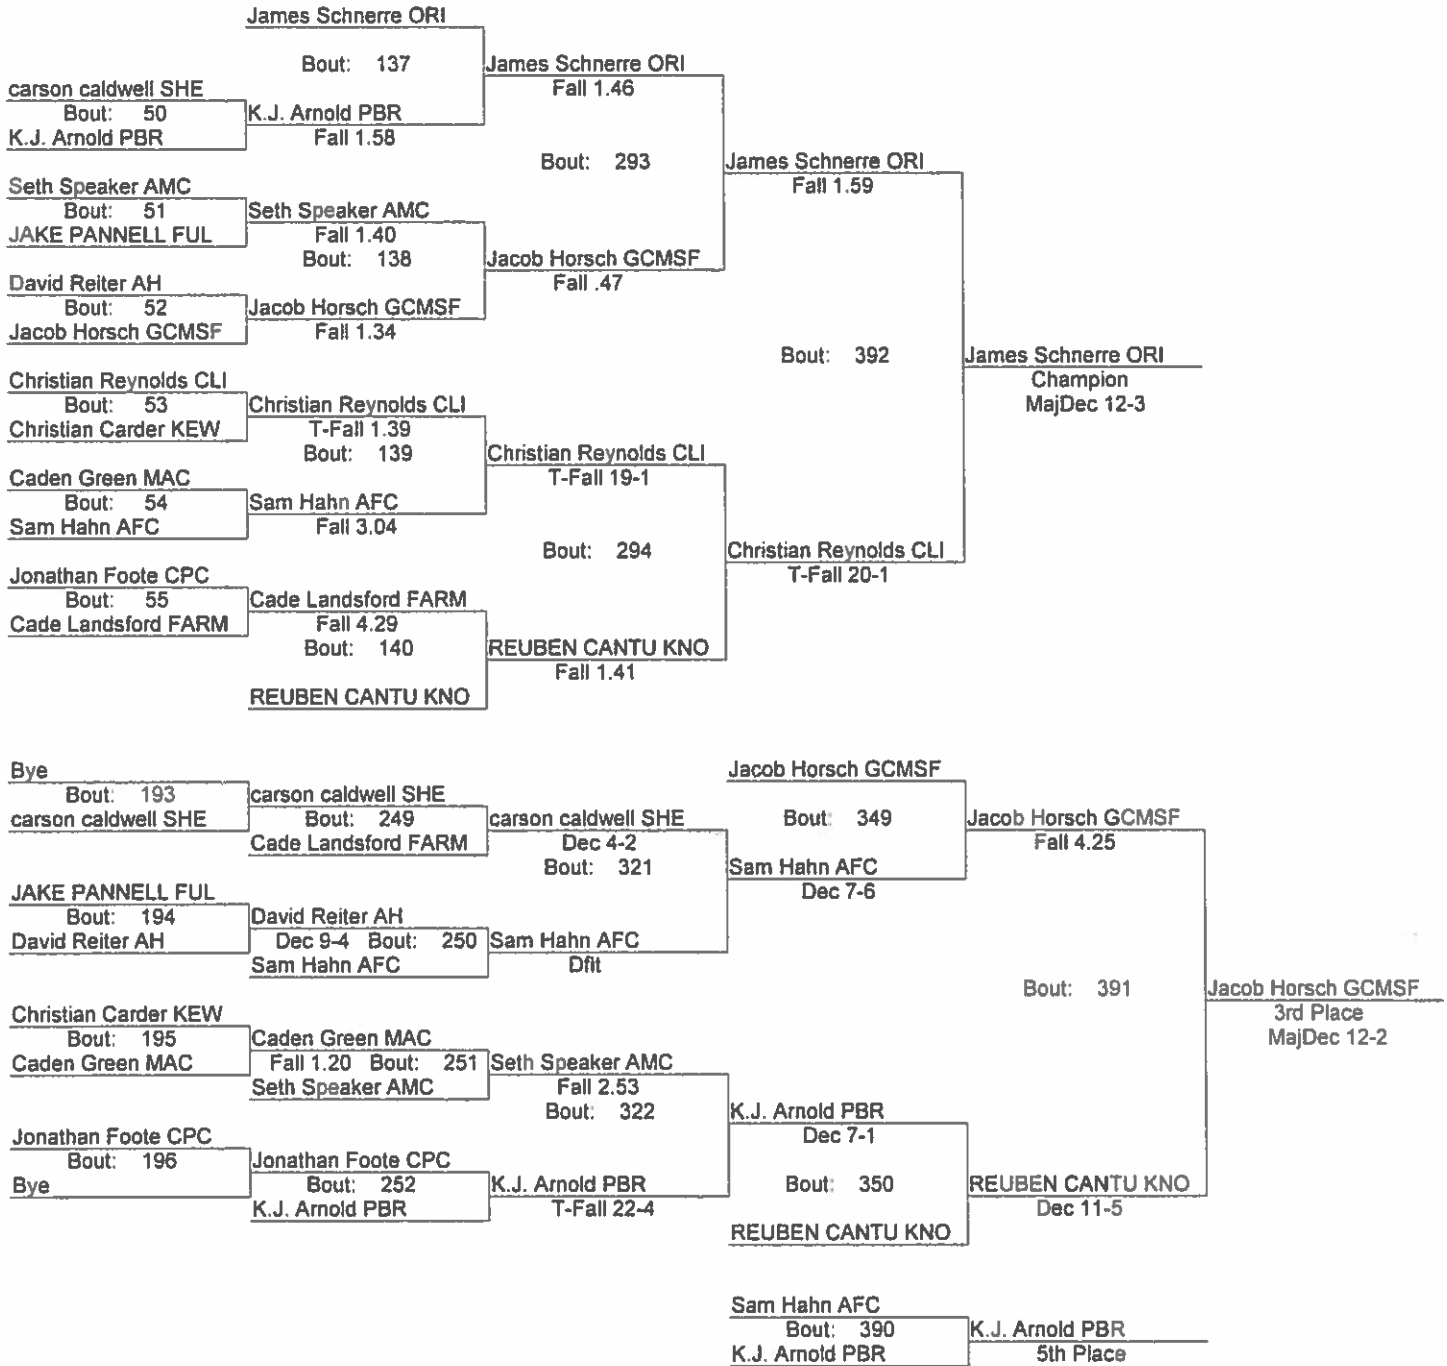 James Schnerre ORI
Bout: 137
James Schnerre ORI
Fall 1.46
carson caldwell SHE
Bout: 50
K.J. Arnold PBR
K.J. Arnold PBR
Fall 1.58
Bout: 293
James Schnerre ORI
Fall 1.59
Seth Speaker AMC
Bout: 51
JAKE PANNELL FUL
Seth Speaker AMC
Fall 1.40
Bout: 138
Jacob Horsch GCMSF
Fall .47
David Reiter AH
Bout: 52
Jacob Horsch GCMSF
Jacob Horsch GCMSF
Fall 1.34
Bout: 392
James Schnerre ORI
Champion
MajDec 12-3
Christian Reynolds CLI
Bout: 53
Christian Carder KEW
Christian Reynolds CLI
T-Fall 1.39
Bout: 139
Christian Reynolds CLI
T-Fall 19-1
Caden Green MAC
Bout: 54
Sam Hahn AFC
Sam Hahn AFC
Fall 3.04
Bout: 294
Christian Reynolds CLI
T-Fall 20-1
Jonathan Foote CPC
Bout: 55
Cade Landsford FARM
Cade Landsford FARM
Fall 4.29
Bout: 140
REUBEN CANTU KNO
Fall 1.41
REUBEN CANTU KNO
Bye
Bout: 193
carson caldwell SHE
carson caldwell SHE
Bout: 249
Cade Landsford FARM
carson caldwell SHE
Dec 4-2
Bout: 321
Jacob Horsch GCMSF
Bout: 349
Sam Hahn AFC
Dec 7-6
Jacob Horsch GCMSF
Fall 4.25
JAKE PANNELL FUL
Bout: 194
David Reiter AH
David Reiter AH
Dec 9-4 Bout: 250
Sam Hahn AFC
Sam Hahn AFC
Dflt
Bout: 391
Jacob Horsch GCMSF
3rd Place
MajDec 12-2
Christian Carder KEW
Bout: 195
Caden Green MAC
Caden Green MAC
Fall 1.20 Bout: 251
Seth Speaker AMC
Seth Speaker AMC
Fall 2.53
Bout: 322
K.J. Arnold PBR
Dec 7-1
Jonathan Foote CPC
Bout: 196
Bye
Jonathan Foote CPC
Bout: 252
K.J. Arnold PBR
K.J. Arnold PBR
T-Fall 22-4
Bout: 350
REUBEN CANTU KNO
REUBEN CANTU KNO
Dec 11-5
Sam Hahn AFC
Bout: 390
K.J. Arnold PBR
K.J. Arnold PBR
5th Place